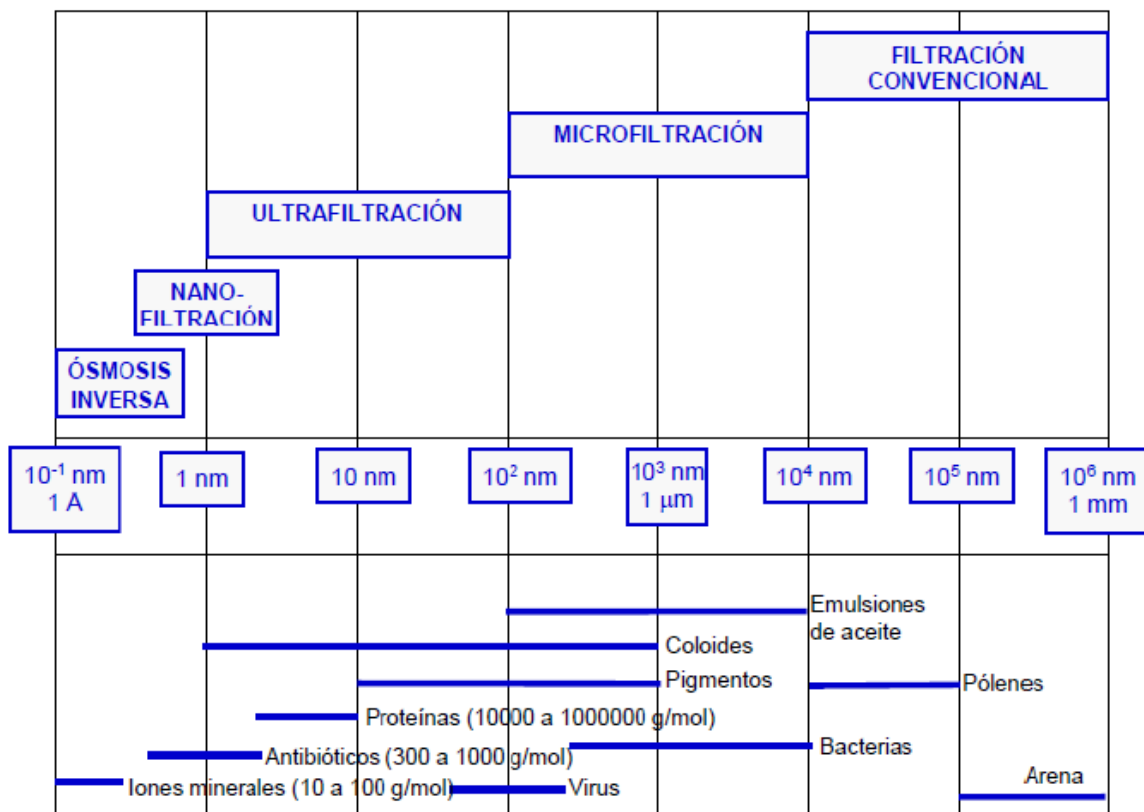 FILTRACIÓN
CONVENCIONAL
MICROFILTRACIÓN
ULTRAFILTRACIÓN
NANO-
FILTRACIÓN
ÓSMOSIS
INVERSA
10⁻¹ nm
1 A
1 nm
10 nm
10² nm
10³ nm
1 μm
10⁴ nm
10⁵ nm
10⁶ nm
1 mm
Emulsiones
de aceite
Coloides
Pigmentos
Pólenes
Proteínas (10000 a 1000000 g/mol)
Bacterias
Antibióticos (300 a 1000 g/mol)
Arena
Iones minerales (10 a 100 g/mol)
Virus